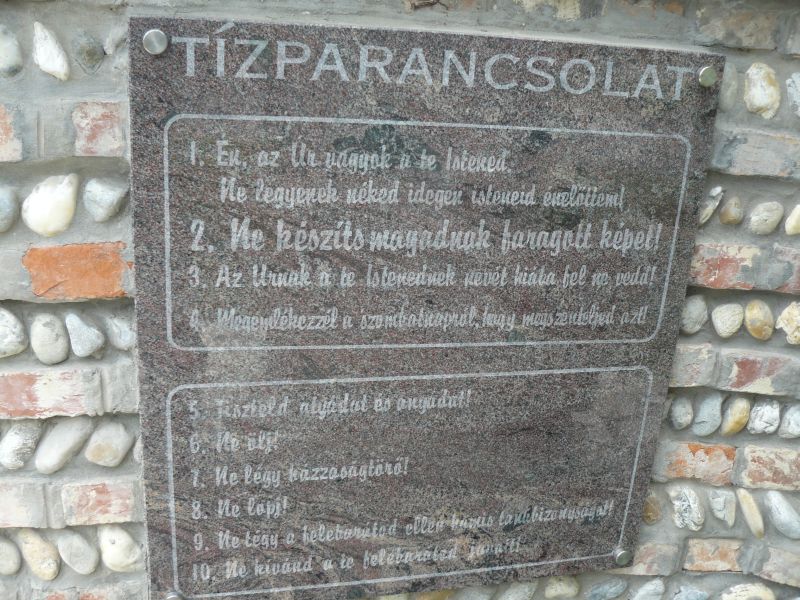 TÍZPARANCSOLAT
1. Én, az Úr vagyok a te Istened.
Ne legyenek néked idegen isteneid enelőttem!
2. Ne készíts magadnak faragott képet!
3. Az Úrnak a te Istenednek nevét hiába fel ne vedd!
4. Megemlékezzél a szombatnapról, hogy megszenteljed azt!
5. Tiszteld atyádat és anyádat!
6. Ne ölj!
7. Ne légy házzaságtörő!
8. Ne lopj!
9. Ne tégy a felebarátod ellen hamis tanúbizonyságot!
10. Ne kívánd a te felebarátod javait!